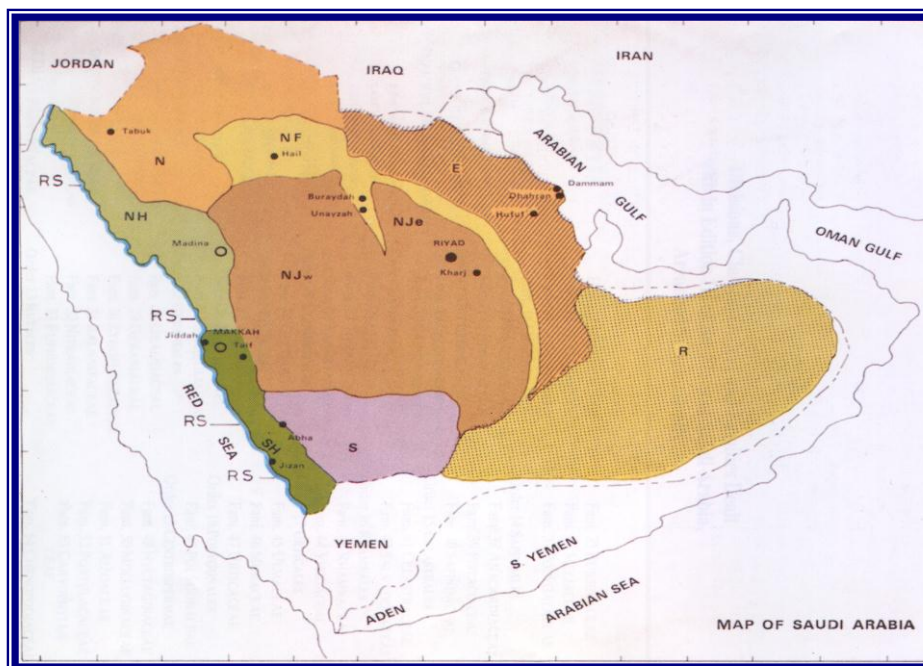 JORDAN
IRAQ
IRAN
Tabuk
N
NF
Hail
E
ARABIAN
GULF
Dammam
Dhahran
Hufuf
RS
NH
Buraydah
Unayzah
NJe
OMAN GULF
Madina
NJw
RIYAD
Kharj
RS
Jiddah
MAKKAH
Taif
R
RED
SEA
RS
Abha
SH
S
Jizan
RS
YEMEN
S. YEMEN
ADEN
ARABIAN SEA
MAP OF SAUDI ARABIA